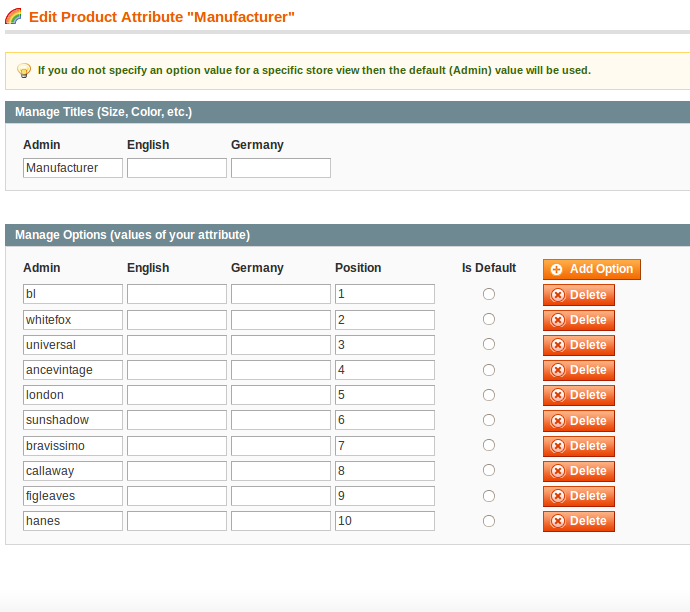 Edit Product Attribute "Manufacturer"
If you do not specify an option value for a specific store view then the default (Admin) value will be used.
Manage Titles (Size, Color, etc.)
Admin English Germany
Manufacturer
Manage Options (values of your attribute)
Admin English Germany Position Is Default Add Option
bl 1 Delete
whitefox 2 Delete
universal 3 Delete
ancevintage 4 Delete
london 5 Delete
sunshadow 6 Delete
bravissimo 7 Delete
callaway 8 Delete
figleaves 9 Delete
hanes 10 Delete